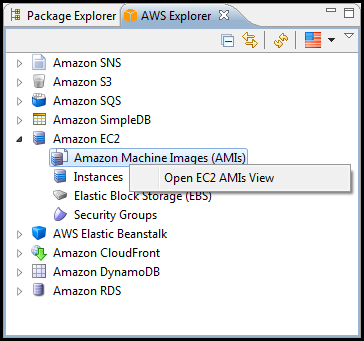 Package Explorer AWS Explorer
Amazon SNS
Amazon S3
Amazon SQS
Amazon SimpleDB
Amazon EC2
Amazon Machine Images (AMIs)
Instances
Open EC2 AMIs View
Elastic Block Storage (EBS)
Security Groups
AWS Elastic Beanstalk
Amazon CloudFront
Amazon DynamoDB
Amazon RDS